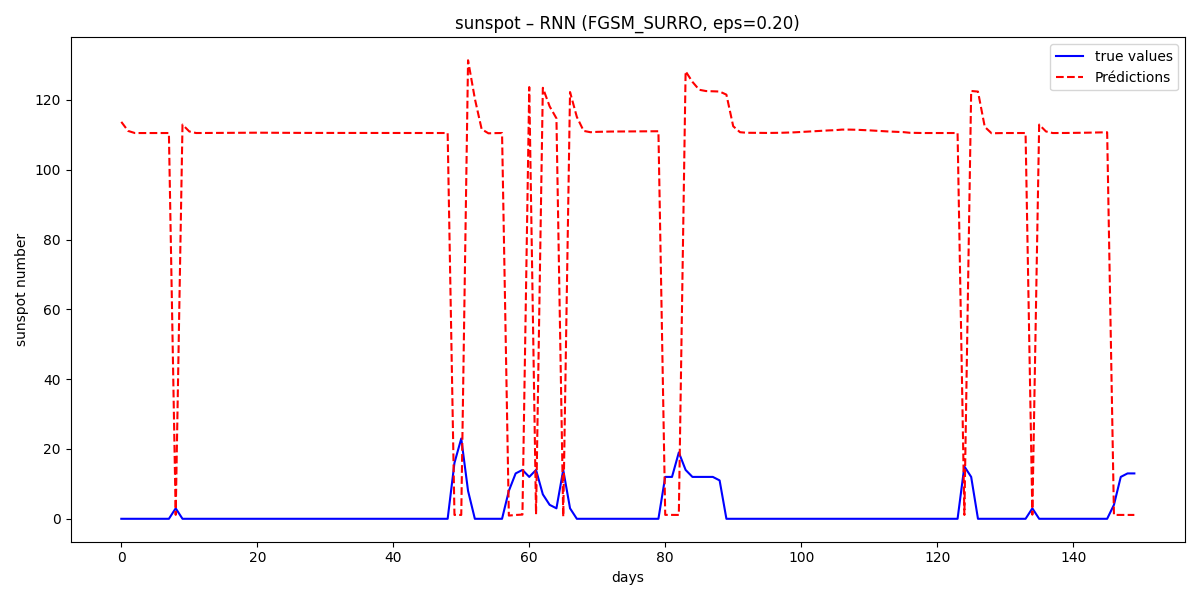 sunspot – RNN (FGSM_SURRO, eps=0.20)
true values
Prédictions
sunspot number
120
100
80
60
40
20
0
0 20 40 60 80 100 120 140
days